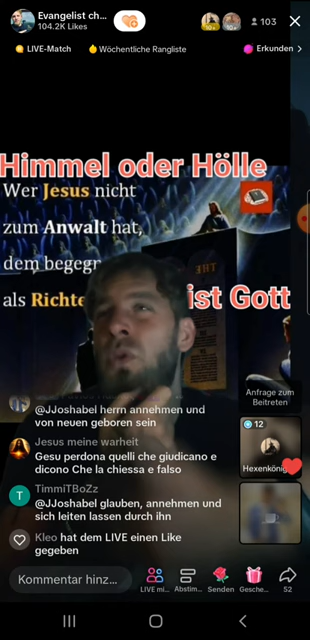 Evangelist ch...
104.2K Likes
10+
10+
103
LIVE-Match
Wöchentliche Rangliste
Erkunden
Himmel oder Hölle
Wer Jesus nicht
zum Anwalt hat,
dem begegn
als Richte
ist Gott
THE
Anfrage zum
Beitreten
@JJoshabel herrn annehmen und
von neuen geboren sein
Jesus meine warheit
Gesu perdona quelli che giudicano e
dicono Che la chiessa e falso
12
Hexenkönig
T
TimmiTBoZz
@JJoshabel glauben, annehmen und
sich leiten lassen durch ihn
Kleo hat dem LIVE einen Like
gegeben
Kommentar hinz...
LIVE mi...
Abstim...
Senden
Gesche...
52